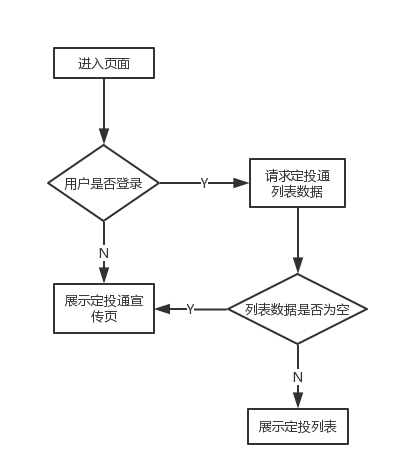 进入页面
用户是否登录
Y
请求定投通
列表数据
N
展示定投通宣
传页
Y
列表数据是否为空
N
展示定投列表